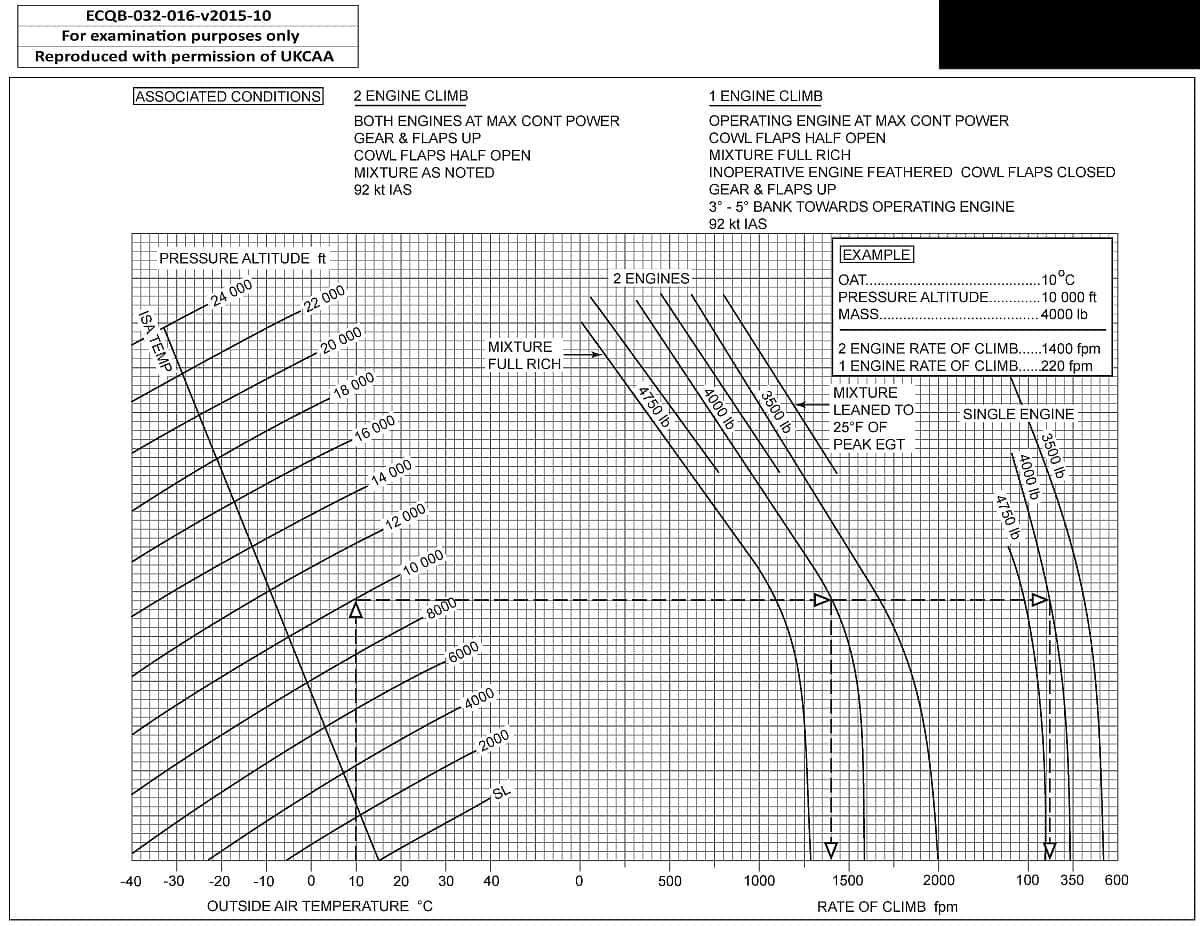 ECQB-032-016-v2015-10
For examination purposes only
Reproduced with permission of UKCAA
ASSOCIATED CONDITIONS
2 ENGINE CLIMB
BOTH ENGINES AT MAX CONT POWER
GEAR & FLAPS UP
COWL FLAPS HALF OPEN
MIXTURE AS NOTED
92 kt IAS
1 ENGINE CLIMB
OPERATING ENGINE AT MAX CONT POWER
COWL FLAPS HALF OPEN
MIXTURE FULL RICH
INOPERATIVE ENGINE FEATHERED COWL FLAPS CLOSED
GEAR & FLAPS UP
3° - 5° BANK TOWARDS OPERATING ENGINE
92 kt IAS
PRESSURE ALTITUDE ft
24 000
22 000
20 000
18 000
16 000
14 000
12 000
10 000
8000
6000
4000
2000
SL
ISA TEMP
2 ENGINES
MIXTURE
FULL RICH
4750 lb
4000 lb
3500 lb
EXAMPLE
OAT.......................................10°C
PRESSURE ALTITUDE............10 000 ft
MASS.....................................4000 lb
2 ENGINE RATE OF CLIMB......1400 fpm
1 ENGINE RATE OF CLIMB......220 fpm
MIXTURE
LEANED TO
25°F OF
PEAK EGT
SINGLE ENGINE
3500 lb
4000 lb
4750 lb
-40 -30 -20 -10 0 10 20 30 40 0 500 1000 1500 2000 100 350 600
OUTSIDE AIR TEMPERATURE °C
RATE OF CLIMB fpm